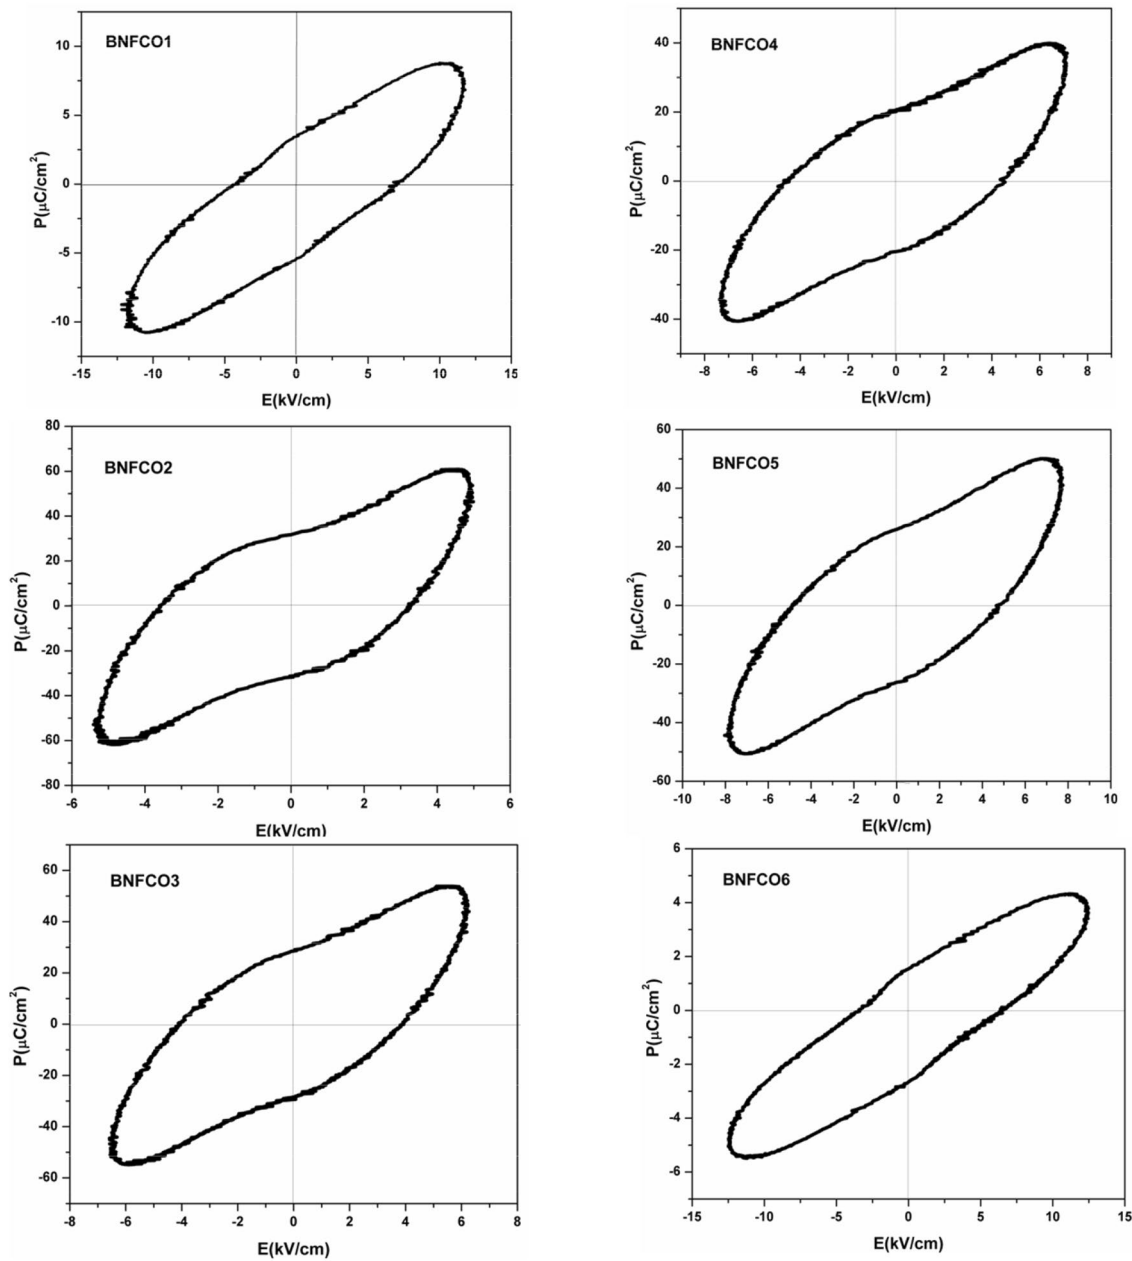 BNFCO1
10
5
0
-5
-10
P(μC/cm²)
-15 -10 -5 0 5 10 15
E(kV/cm)
BNFCO4
40
20
0
-20
-40
P(μC/cm²)
-8 -6 -4 -2 0 2 4 6 8
E(kV/cm)
BNFCO2
80
60
40
20
0
-20
-40
-60
-80
P(μC/cm²)
-6 -4 -2 0 2 4 6
E(kV/cm)
BNFCO5
60
40
20
0
-20
-40
-60
P(μC/cm²)
-10 -8 -6 -4 -2 0 2 4 6 8 10
E(kV/cm)
BNFCO3
60
40
20
0
-20
-40
-60
P(μC/cm²)
-8 -6 -4 -2 0 2 4 6 8
E(kV/cm)
BNFCO6
6
4
2
0
-2
-4
-6
P(μC/cm²)
-15 -10 -5 0 5 10 15
E(kV/cm)